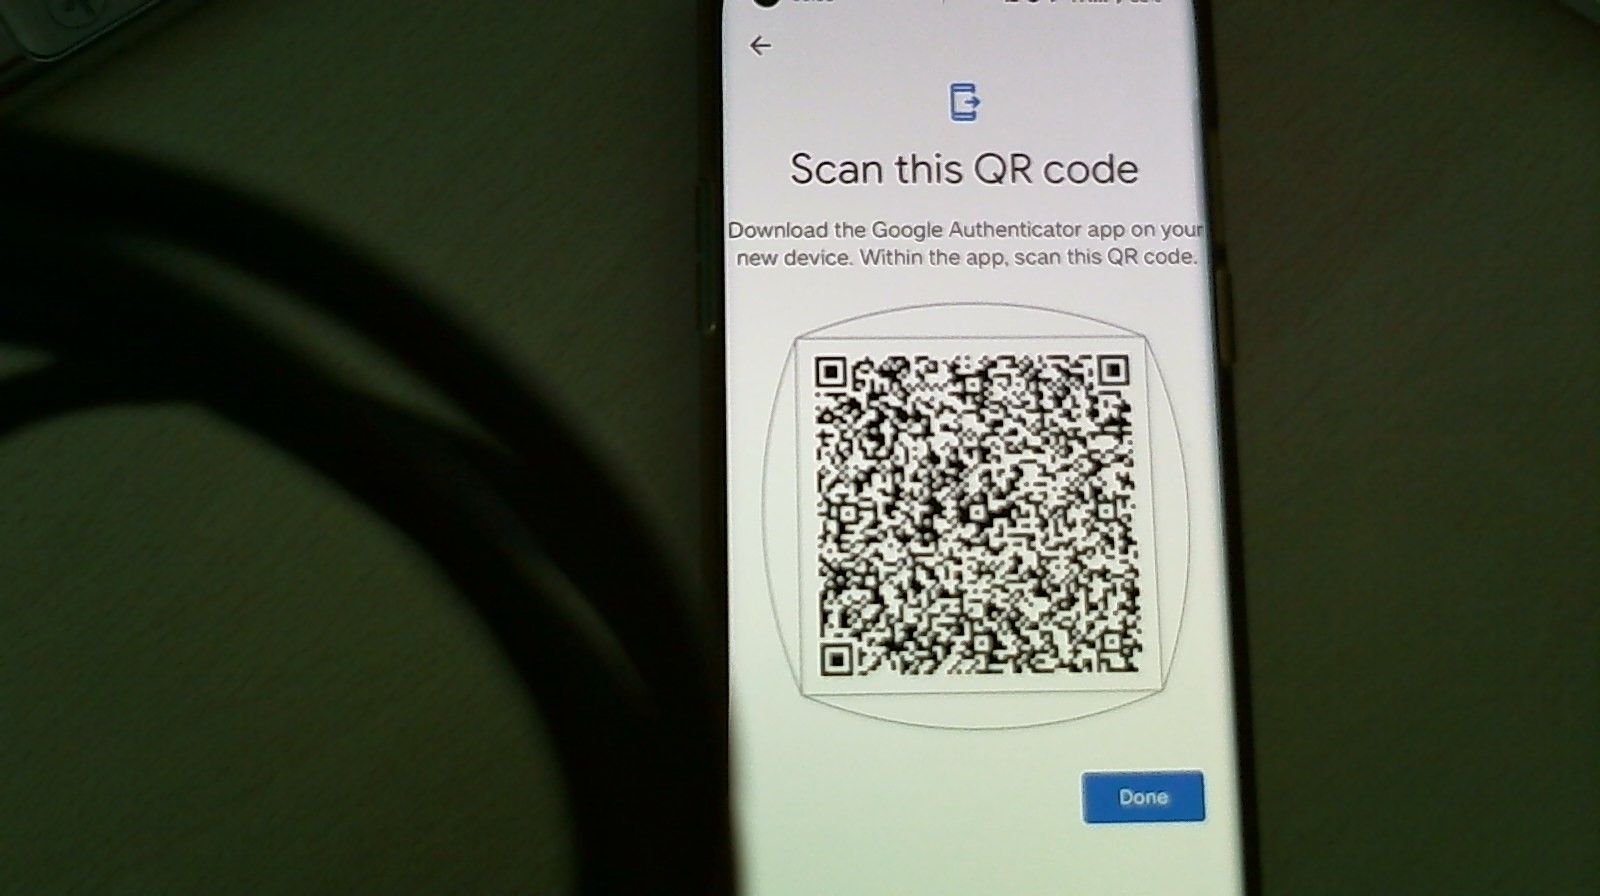 Scan this QR code
Download the Google Authenticator app on your
new device. Within the app, scan this QR code.
Done